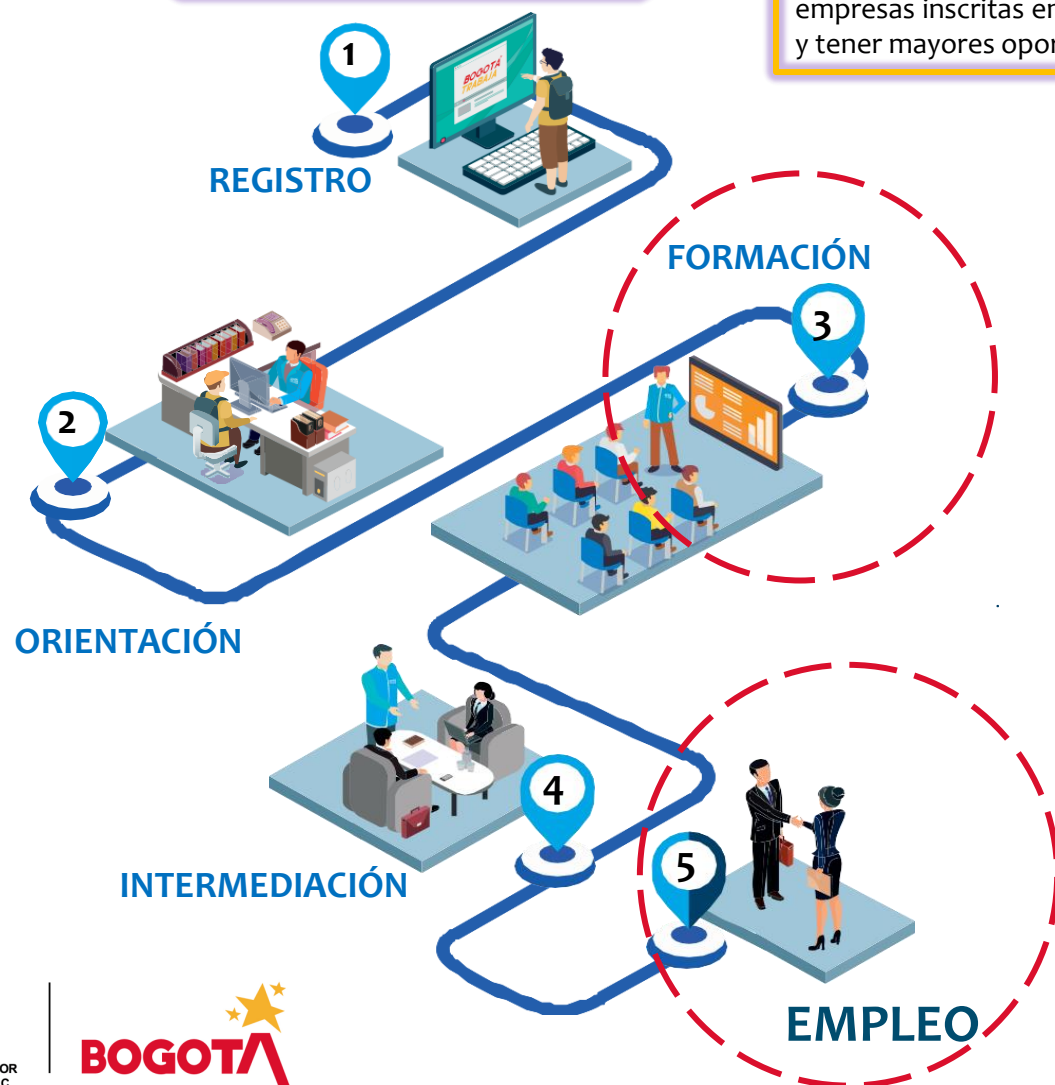 empresas inscritas en
y tener mayores opor
1
BOGOTÁ
TRABAJA
REGISTRO
FORMACIÓN
3
2
ORIENTACIÓN
4
INTERMEDIACIÓN
5
EMPLEO
BOGOTÁ
OR
C